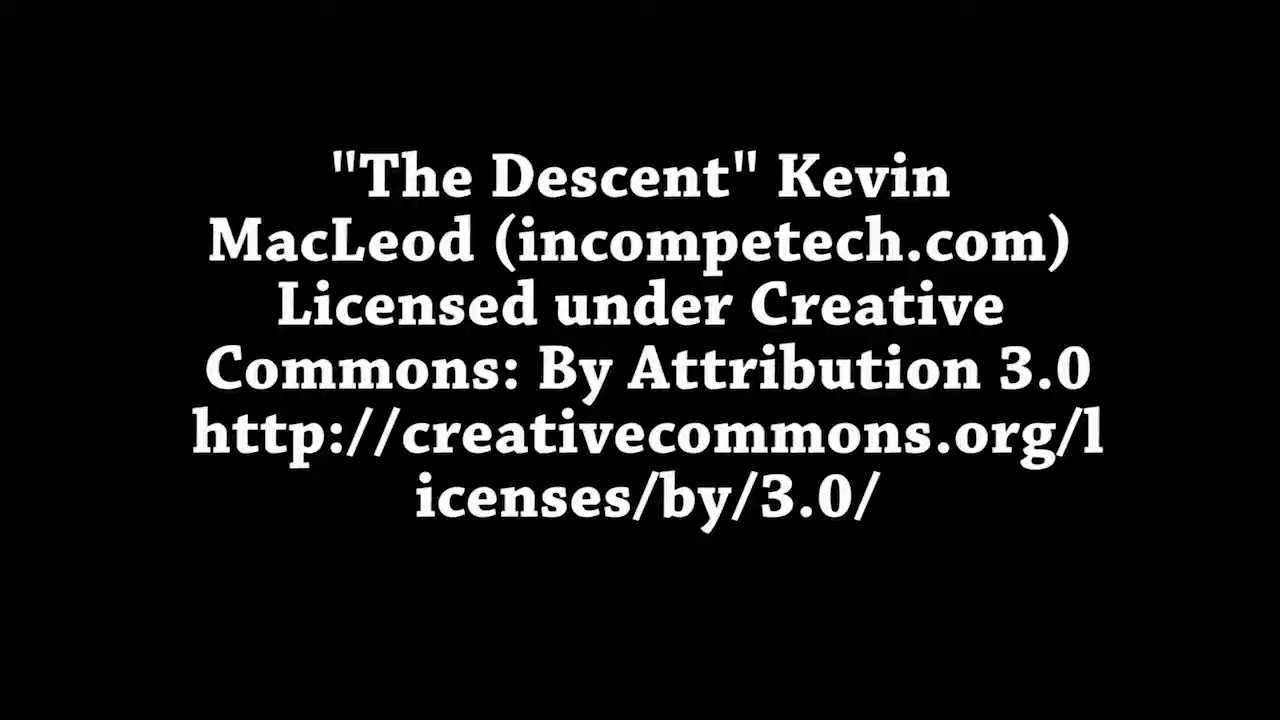 "The Descent" Kevin
MacLeod (incompetech.com)
Licensed under Creative
Commons: By Attribution 3.0
http://creativecommons.org/l
icenses/by/3.0/